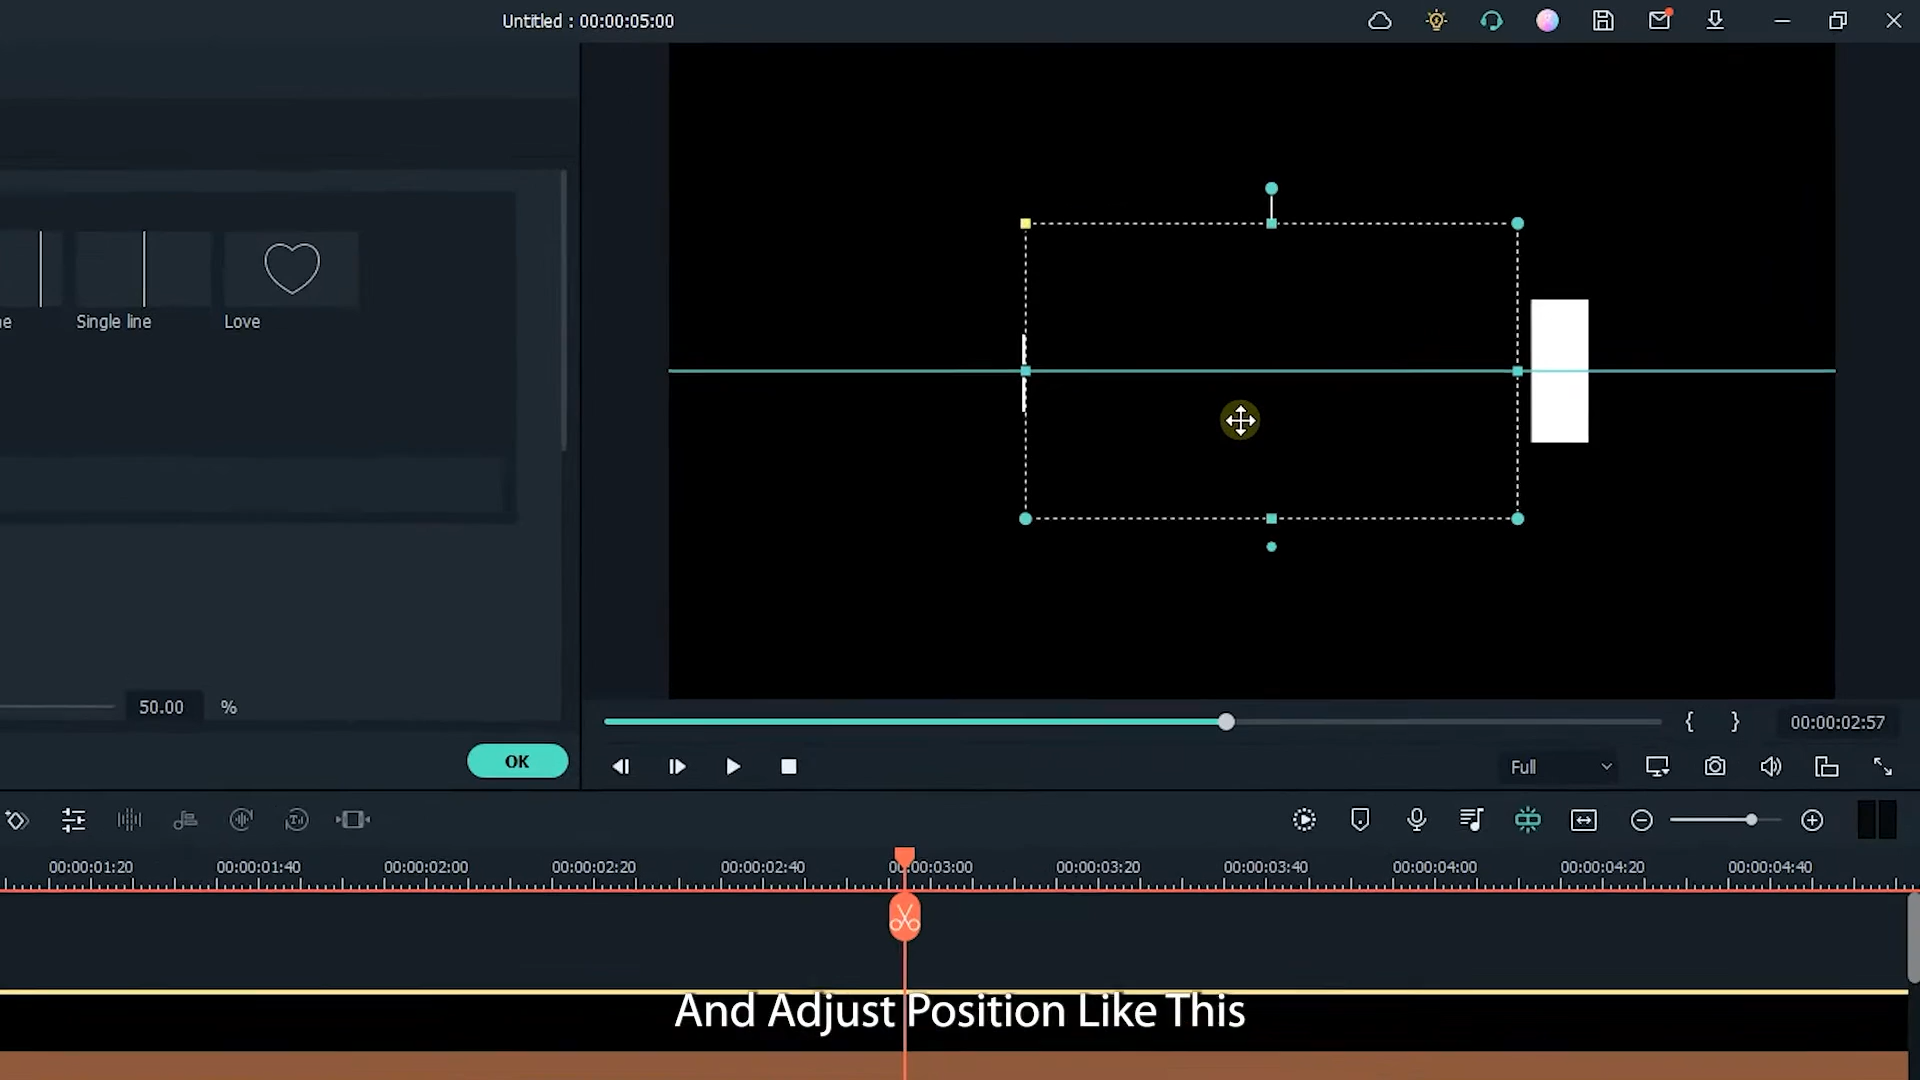 Untitled : 00:00:05:00
ne
Single line
Love
50.00 %
OK
{ }
00:00:02:57
Full
00:00:01:20
00:00:01:40
00:00:02:00
00:00:02:20
00:00:02:40
00:00:03:00
00:00:03:20
00:00:03:40
00:00:04:00
00:00:04:20
00:00:04:40
And Adjust Position Like This